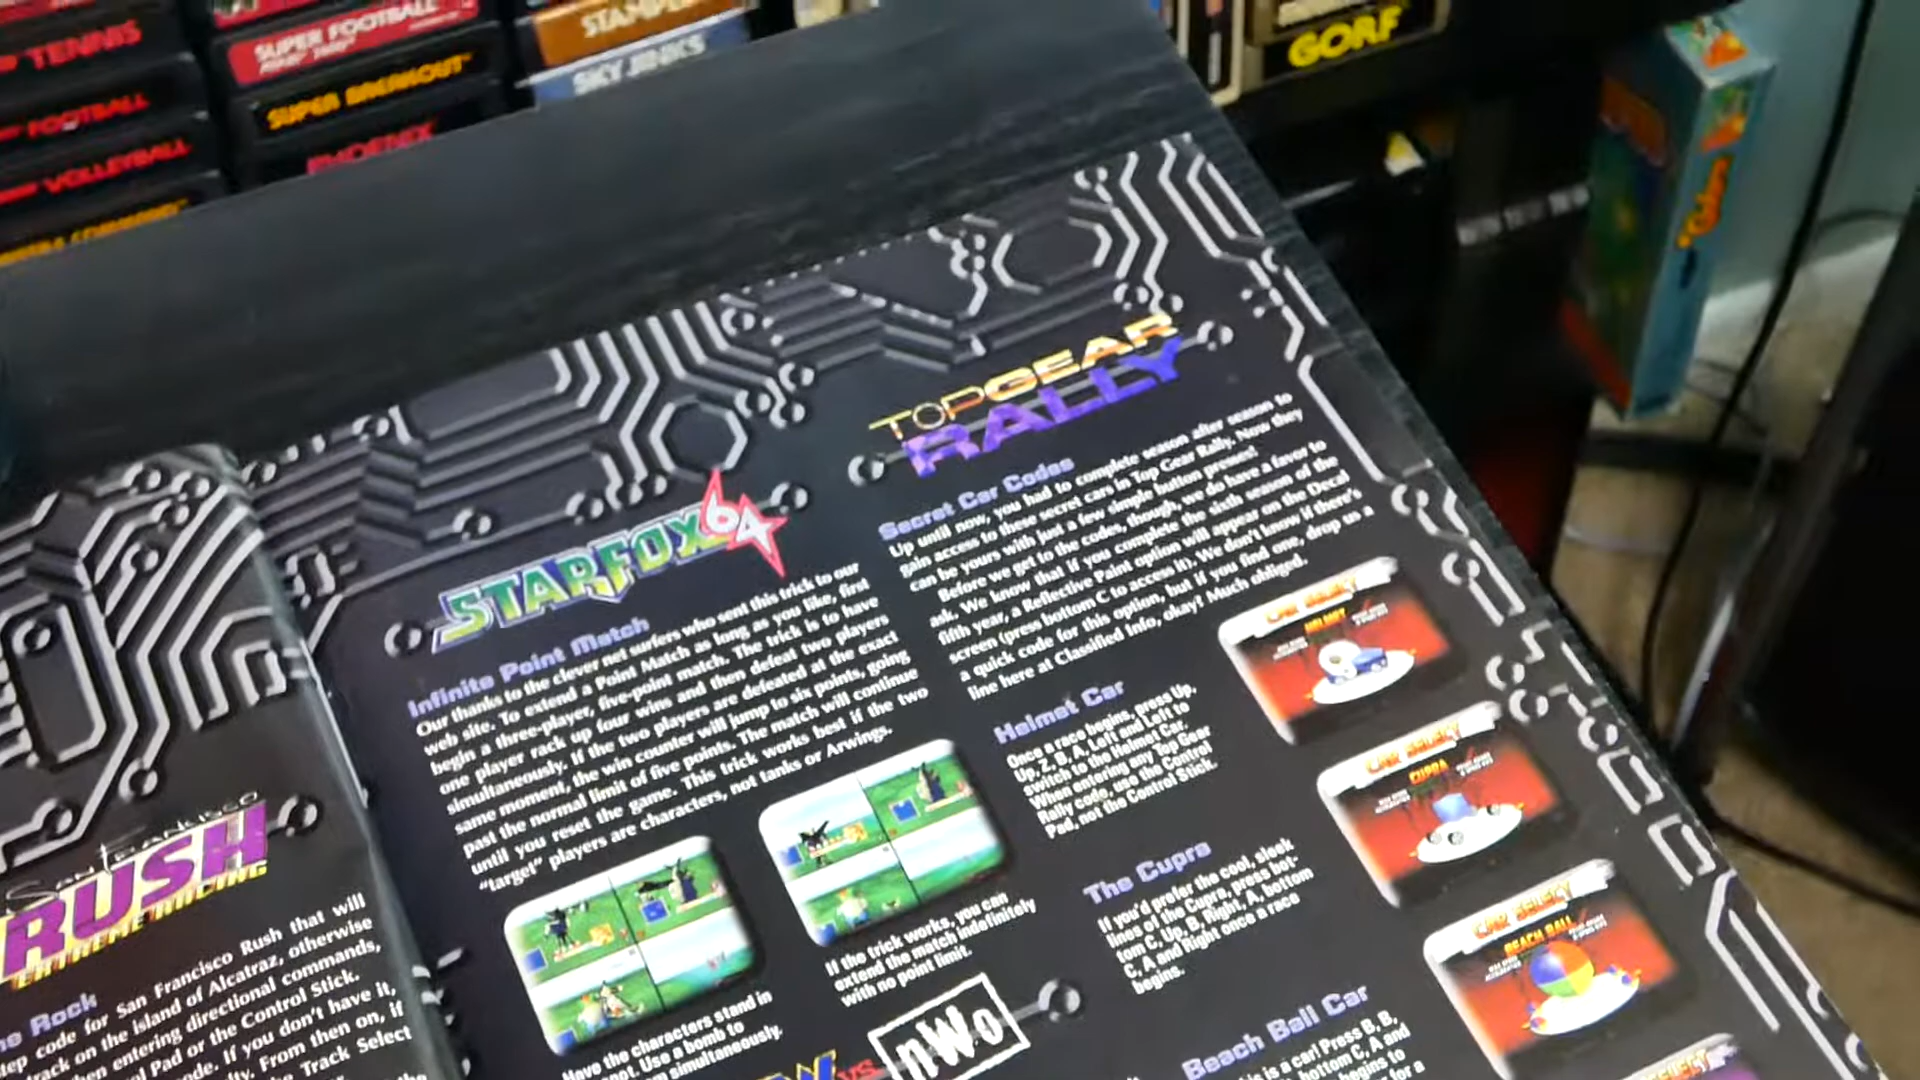 TENNIS
FOOTBALL
VOLLEYBALL
SUPER FOOTBALL
SUPER BREAKOUT
PHOENIX
SKY JINKS
GORF
SAN FRANCISCO
RUSH
EXTREME RACING
Rock
code for San Francisco Rush that will
track on the island of Alcatraz, otherwise
entering directional commands,
Pad or the Control Stick.
If you don't have it,
From then on, if
Track Select
STARFOX 64
Infinite Point Match
Our thanks to the clever net surfers who sent this trick to our
web site. To extend a Point Match as long as you like, first
begin a three-player, five-point match. The trick is to have
one player rack up four wins and then defeat two players
simultaneously. If the two players are defeated at the exact
same moment, the win counter will jump to six points, going
past the normal limit of five points. The match will continue
until you reset the game. This trick works best if the two
"target" players are characters, not tanks or Arwings.
Have the characters stand in
spot. Use a bomb to
simultaneously.
If the trick works, you can
extend the match indefinitely
with no point limit.
VS.
nWo
TOP GEAR
RALLY
Secret Car Codes
Up until now, you had to complete season after season to
gain access to these secret cars in Top Gear Rally. Now they
can be yours with just a few simple button presses!
Before we get to the codes, though, we do have a favor to
ask. We know that if you complete the sixth season of the
fifth year, a Reflective Paint option will appear on the Decal
screen (press bottom C to access it). We don't know if there's
a quick code for this option, but if you find one, drop us a
line here at Classified Info, okay? Much obliged.
Helmet Car
Once a race begins, press Up,
Up, Z, B, A, Left and Left to
switch to the Helmet Car.
When entering any Top Gear
Rally code, use the Control
Pad, not the Control Stick.
CAR SELECT
HELMET
The Cupra
If you'd prefer the cool, sleek
lines of the Cupra, press bot-
tom C, Up, B, Right, A, bottom
C, A and Right once a race
begins.
CAR SELECT
CUPRA
Beach Ball Car
is a car! Press B, B,
bottom C, A and
begins to
for a
CAR SELECT
BEACH BALL